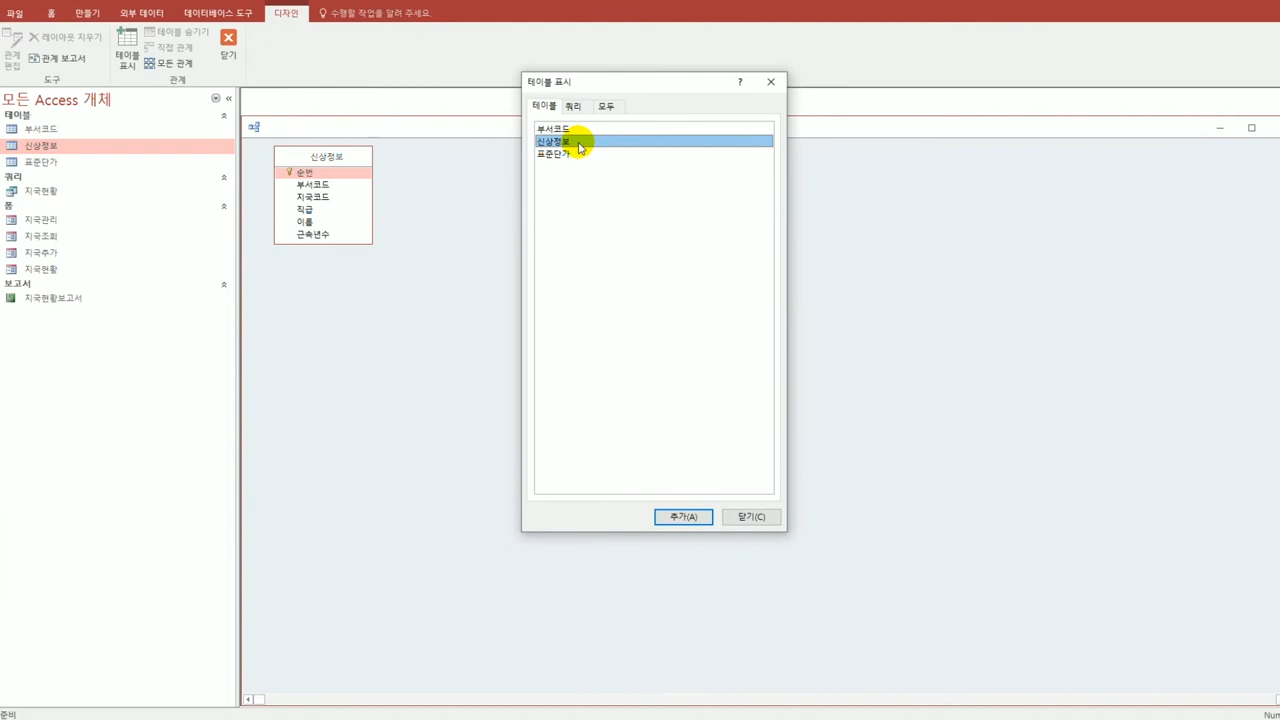 파일 홈 만들기 외부 데이터 데이터베이스 도구 디자인 수행할 작업을 알려 주세요.
관계 편집
레이아웃 지우기
관계 보고서
도구
테이블 표시
테이블 숨기기
직접 관계
모든 관계
관계
닫기
모든 Access 개체
테이블
부서코드
신상정보
표준단가
쿼리
지국현황
폼
지국관리
지국조회
지국추가
지국현황
보고서
지국현황보고서
신상정보
순번
부서코드
지국코드
직급
이름
근속년수
테이블 표시 ?
테이블 쿼리 모두
부서코드
신상정보
표준단가
추가(A) 닫기(C)
준비
Num